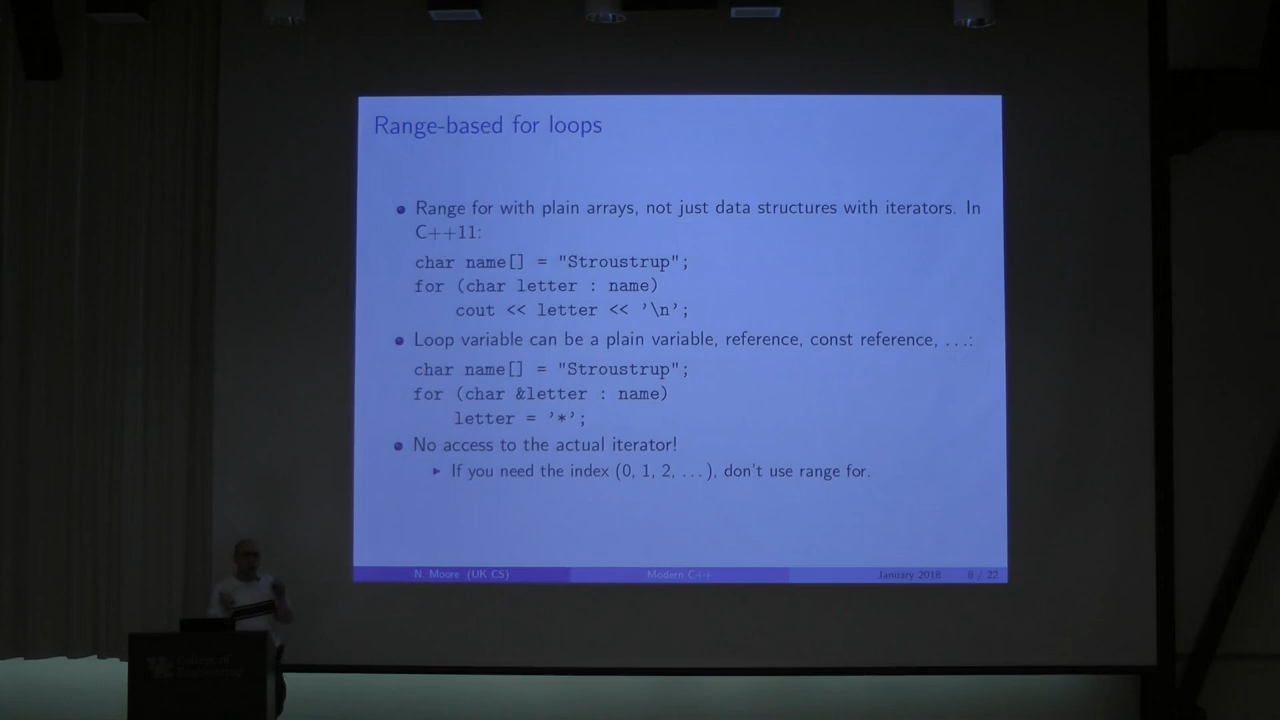 Range-based for loops
Range for with plain arrays, not just data structures with iterators. In
C++11:
char name[] = "Stroustrup";
for (char letter : name)
cout << letter << '\n';
Loop variable can be a plain variable, reference, const reference, ...:
char name[] = "Stroustrup";
for (char &letter : name)
letter = '*';
No access to the actual iterator!
If you need the index (0, 1, 2, ...), don't use range for.
N. Moore (UK CS)
Modern C++
January 2018
8 / 22
College of
Engineering